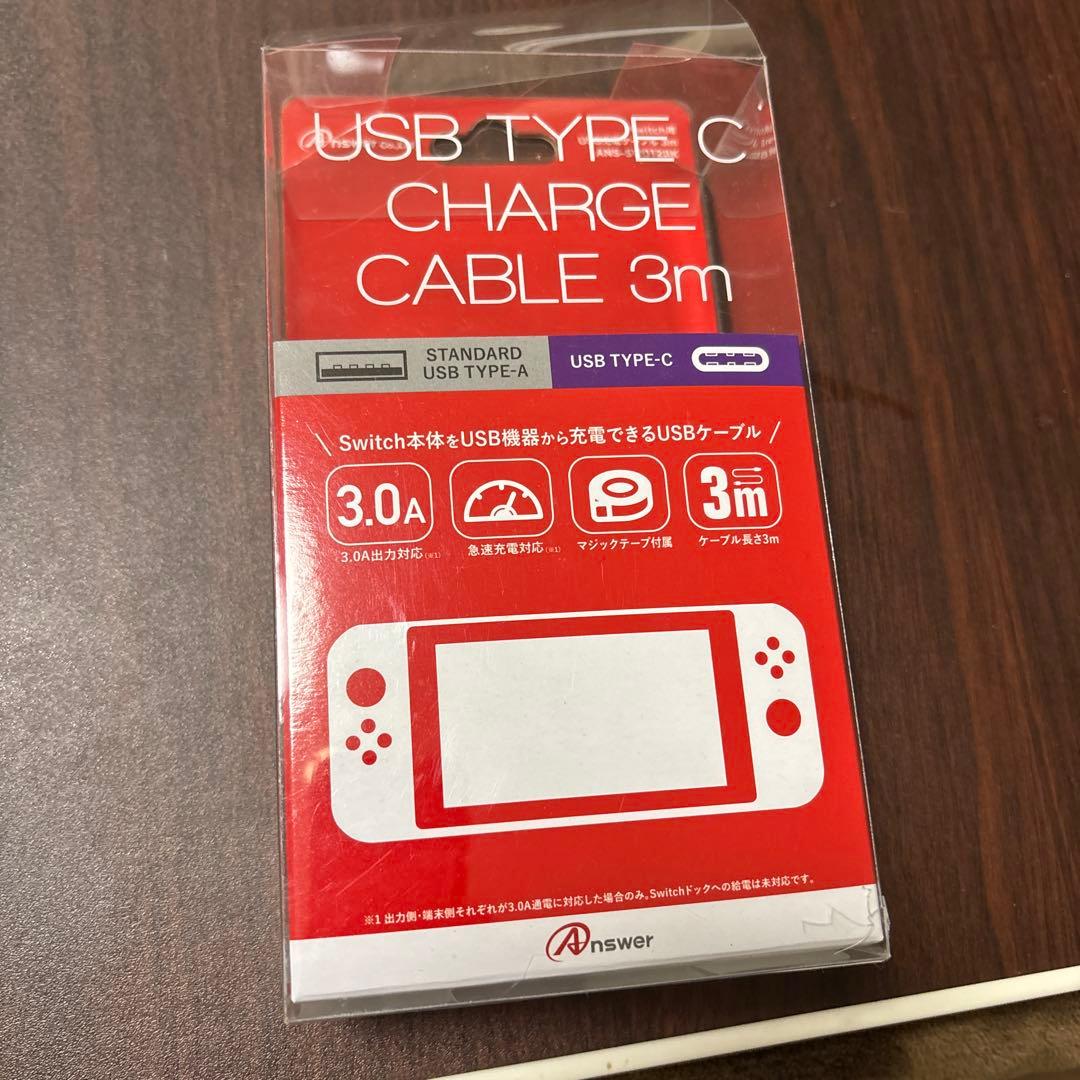 USB TYPE C
CHARGE
CABLE 3m
Answer
STANDARD
USB TYPE-A
USB TYPE-C
\ Switch本体をUSB機器から充電できるUSBケーブル /
3.0A
3m
3.0A出力対応(※1)
急速充電対応(※1)
マジックテープ付属
ケーブル長さ3m
※1 出力側・端末側それぞれが3.0A通電に対応した場合のみ。Switchドックへの給電は未対応です。
Answer